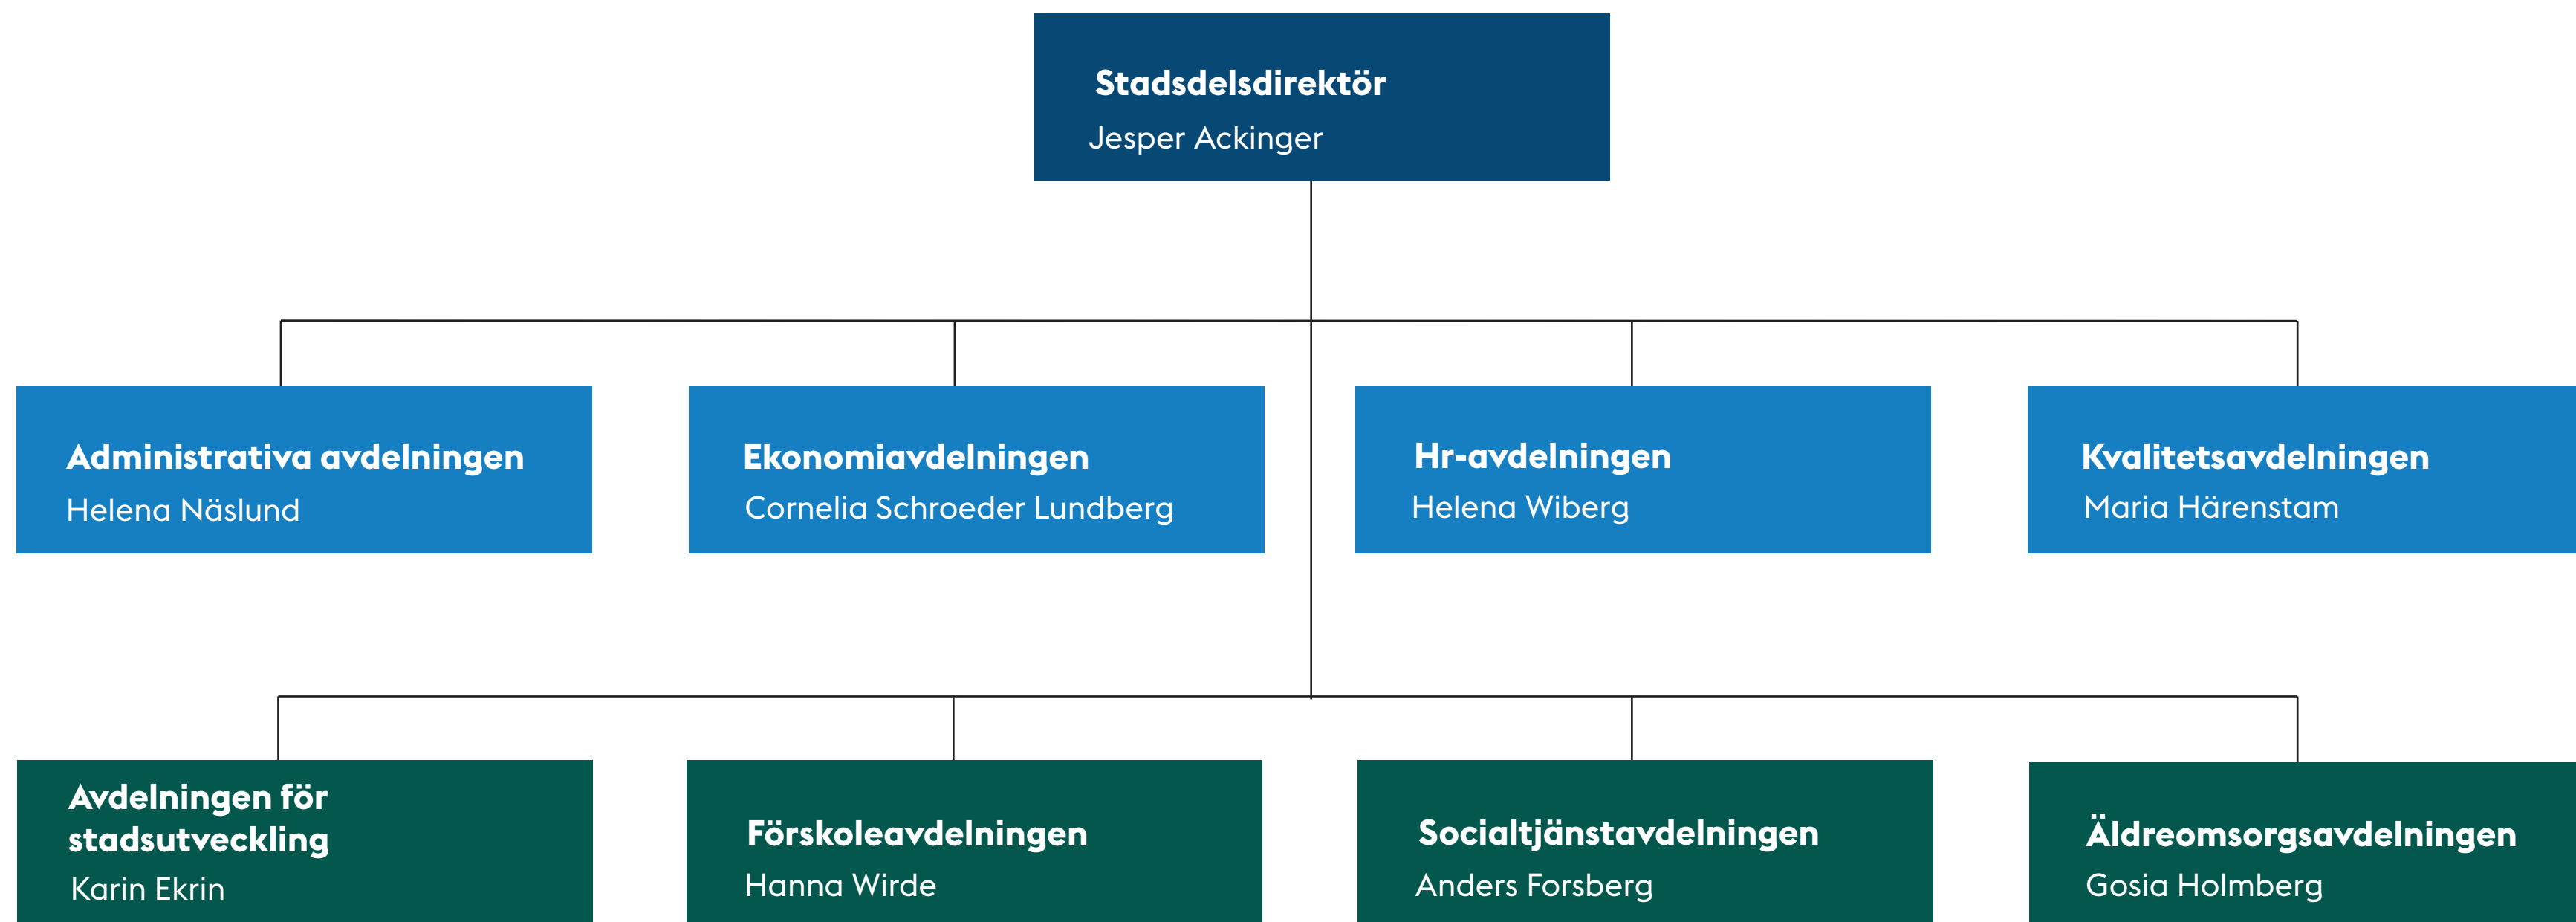 Stadsdelsdirektör
Jesper Ackinger
Administrativa avdelningen
Helena Näslund
Ekonomiavdelningen
Cornelia Schroeder Lundberg
Hr-avdelningen
Helena Wiberg
Kvalitetsavdelningen
Maria Härenstam
Avdelningen för
stadsutveckling
Karin Ekrin
Förskoleavdelningen
Hanna Wirde
Socialtjänstavdelningen
Anders Forsberg
Äldreomsorgsavdelningen
Gosia Holmberg